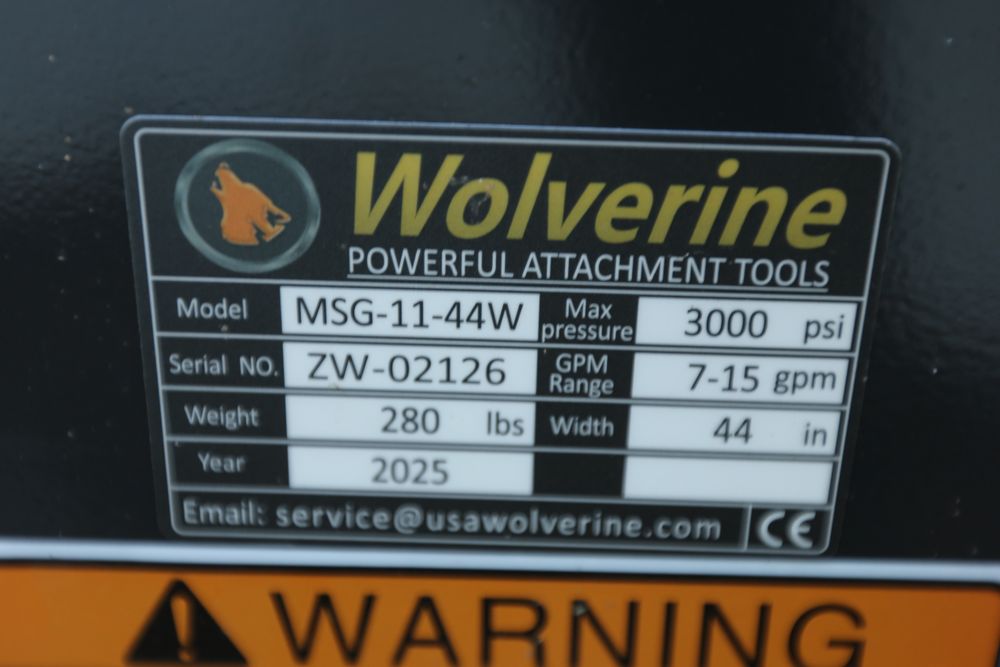 Wolverine
POWERFUL ATTACHMENT TOOLS
Model MSG-11-44W Max pressure 3000 psi
Serial NO. ZW-02126 GPM Range 7-15 gpm
Weight 280 lbs Width 44 in
Year 2025
Email: service@usawolverine.com CE
WARNING